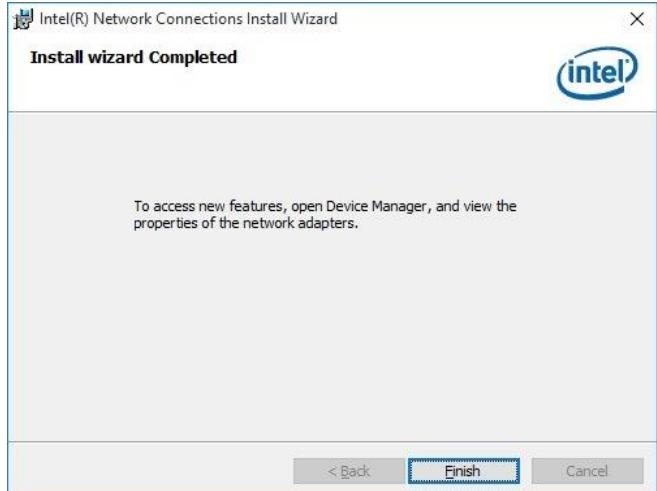 Intel(R) Network Connections Install Wizard
Install wizard Completed
intel
To access new features, open Device Manager, and view the
properties of the network adapters.
< Back
Finish
Cancel